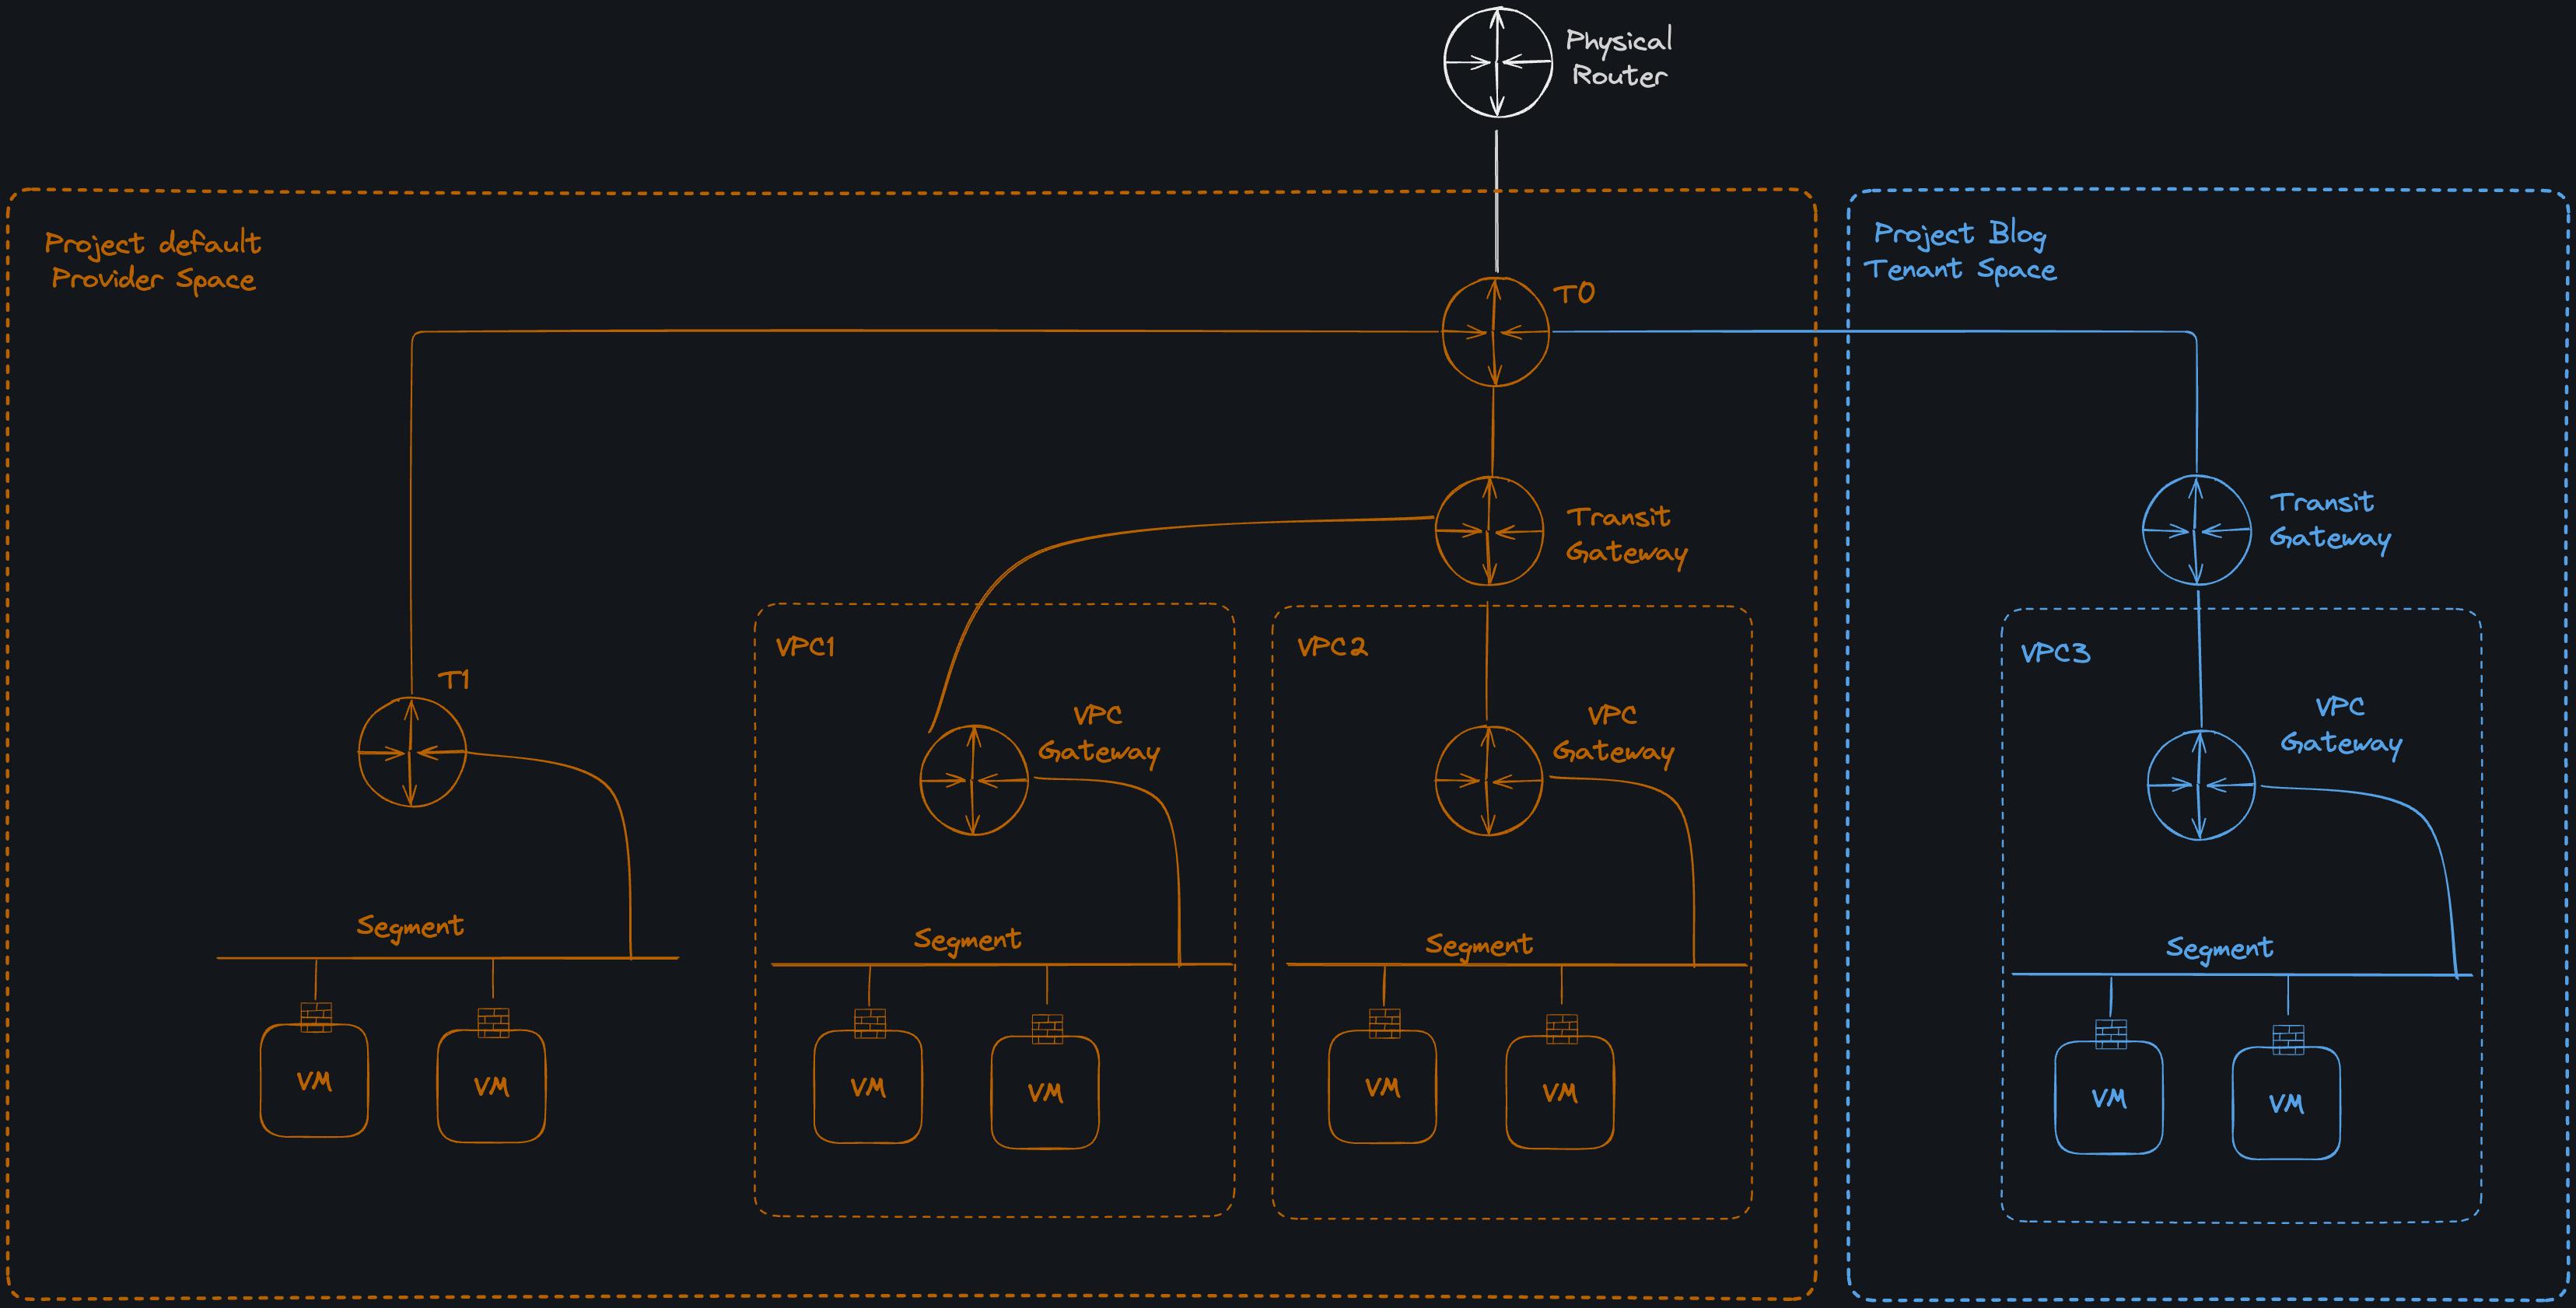 Physical
Router
Project default
Provider Space
Project Blog
Tenant Space
T0
Transit
Gateway
Transit
Gateway
T1
VPC1
VPC2
VPC3
VPC
Gateway
VPC
Gateway
VPC
Gateway
Segment
Segment
Segment
Segment
VM
VM
VM
VM
VM
VM
VM
VM